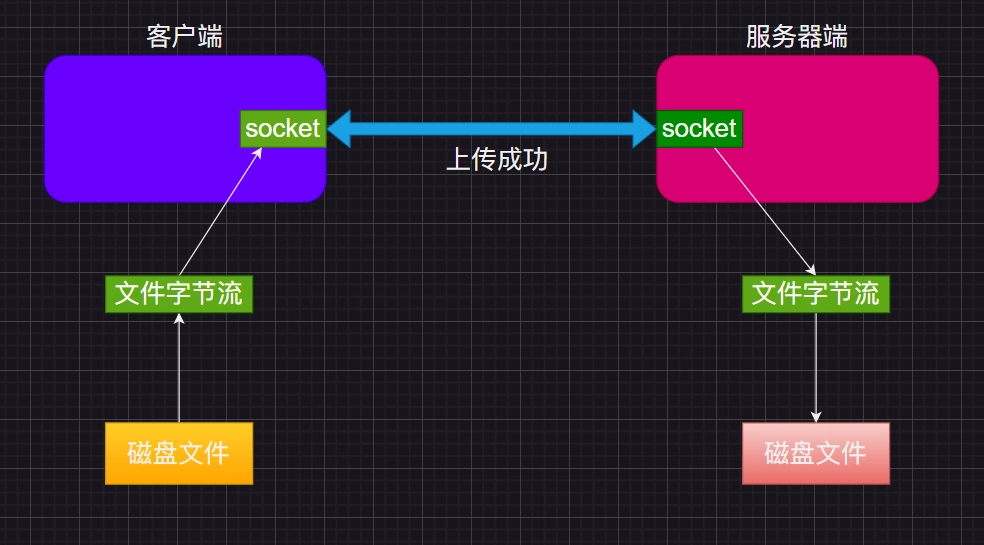 客户端
服务器端
socket
socket
上传成功
文件字节流
文件字节流
磁盘文件
磁盘文件